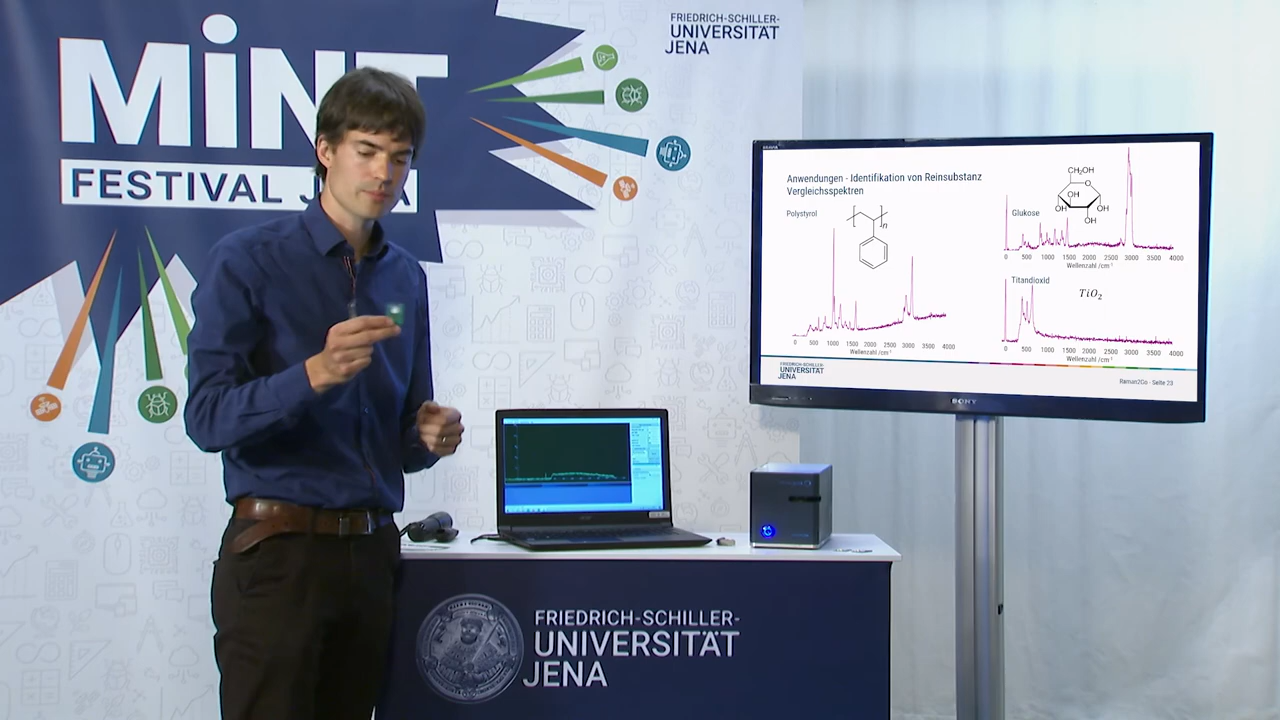 MiNT
FESTIVAL JENA
FRIEDRICH-SCHILLER-
UNIVERSITÄT
JENA
Anwendungen - Identifikation von Reinsubstanz
Vergleichsspektren
Polystyrol
n
0 500 1000 1500 2000 2500 3000 3500 4000
Wellenzahl /cm⁻¹
Glukose
CH₂OH
O
OH
OH
OH
OH
0 500 1000 1500 2000 2500 3000 3500 4000
Wellenzahl /cm⁻¹
Titandioxid
TiO₂
0 500 1000 1500 2000 2500 3000 3500 4000
Wellenzahl /cm⁻¹
FRIEDRICH-SCHILLER-
UNIVERSITÄT
JENA
Raman2Go - Seite 23
SONY
FRIEDRICH-SCHILLER-
UNIVERSITÄT
JENA